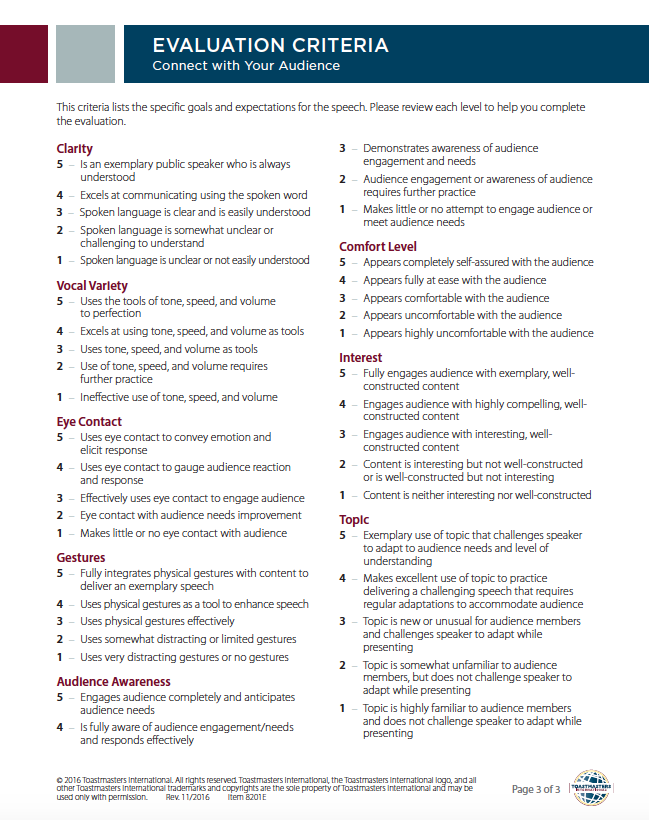 EVALUATION CRITERIA
Connect with Your Audience
This criteria lists the specific goals and expectations for the speech. Please review each level to help you complete
the evaluation.
Clarity
5 – Is an exemplary public speaker who is always
understood
4 – Excels at communicating using the spoken word
3 – Spoken language is clear and is easily understood
2 – Spoken language is somewhat unclear or
challenging to understand
1 – Spoken language is unclear or not easily understood
Vocal Variety
5 – Uses the tools of tone, speed, and volume
to perfection
4 – Excels at using tone, speed, and volume as tools
3 – Uses tone, speed, and volume as tools
2 – Use of tone, speed, and volume requires
further practice
1 – Ineffective use of tone, speed, and volume
Eye Contact
5 – Uses eye contact to convey emotion and
elicit response
4 – Uses eye contact to gauge audience reaction
and response
3 – Effectively uses eye contact to engage audience
2 – Eye contact with audience needs improvement
1 – Makes little or no eye contact with audience
Gestures
5 – Fully integrates physical gestures with content to
deliver an exemplary speech
4 – Uses physical gestures as a tool to enhance speech
3 – Uses physical gestures effectively
2 – Uses somewhat distracting or limited gestures
1 – Uses very distracting gestures or no gestures
Audience Awareness
5 – Engages audience completely and anticipates
audience needs
4 – Is fully aware of audience engagement/needs
and responds effectively
3 – Demonstrates awareness of audience
engagement and needs
2 – Audience engagement or awareness of audience
requires further practice
1 – Makes little or no attempt to engage audience or
meet audience needs
Comfort Level
5 – Appears completely self-assured with the audience
4 – Appears fully at ease with the audience
3 – Appears comfortable with the audience
2 – Appears uncomfortable with the audience
1 – Appears highly uncomfortable with the audience
Interest
5 – Fully engages audience with exemplary, well-
constructed content
4 – Engages audience with highly compelling, well-
constructed content
3 – Engages audience with interesting, well-
constructed content
2 – Content is interesting but not well-constructed
or is well-constructed but not interesting
1 – Content is neither interesting nor well-constructed
Topic
5 – Exemplary use of topic that challenges speaker
to adapt to audience needs and level of
understanding
4 – Makes excellent use of topic to practice
delivering a challenging speech that requires
regular adaptations to accommodate audience
3 – Topic is new or unusual for audience members
and challenges speaker to adapt while
presenting
2 – Topic is somewhat unfamiliar to audience
members, but does not challenge speaker to
adapt while presenting
1 – Topic is highly familiar to audience members
and does not challenge speaker to adapt while
presenting
© 2016 Toastmasters International. All rights reserved. Toastmasters International, the Toastmasters International logo, and all
other Toastmasters International trademarks and copyrights are the sole property of Toastmasters International and may be
used only with permission. Rev. 11/2016 Item 8201E
Page 3 of 3
TOASTMASTERS
INTERNATIONAL